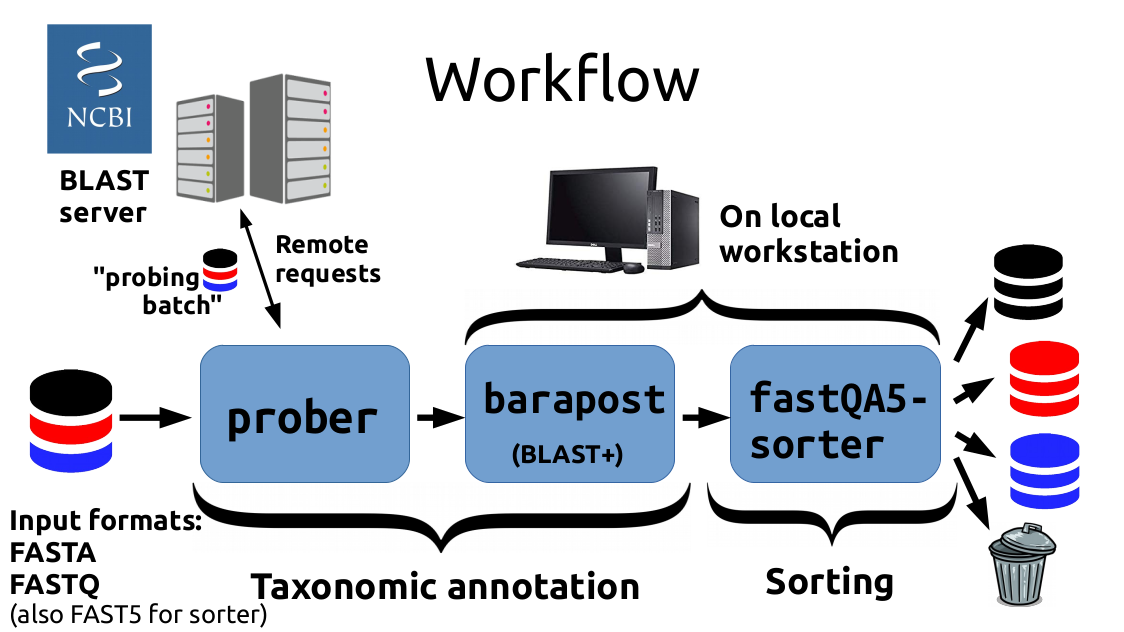 Workflow
NCBI
BLAST
server
Remote
requests
"probing
batch"
On local
workstation
prober
barapost
(BLAST+)
fastQA5-
sorter
Input formats:
FASTA
FASTQ
(also FAST5 for sorter)
Taxonomic annotation
Sorting